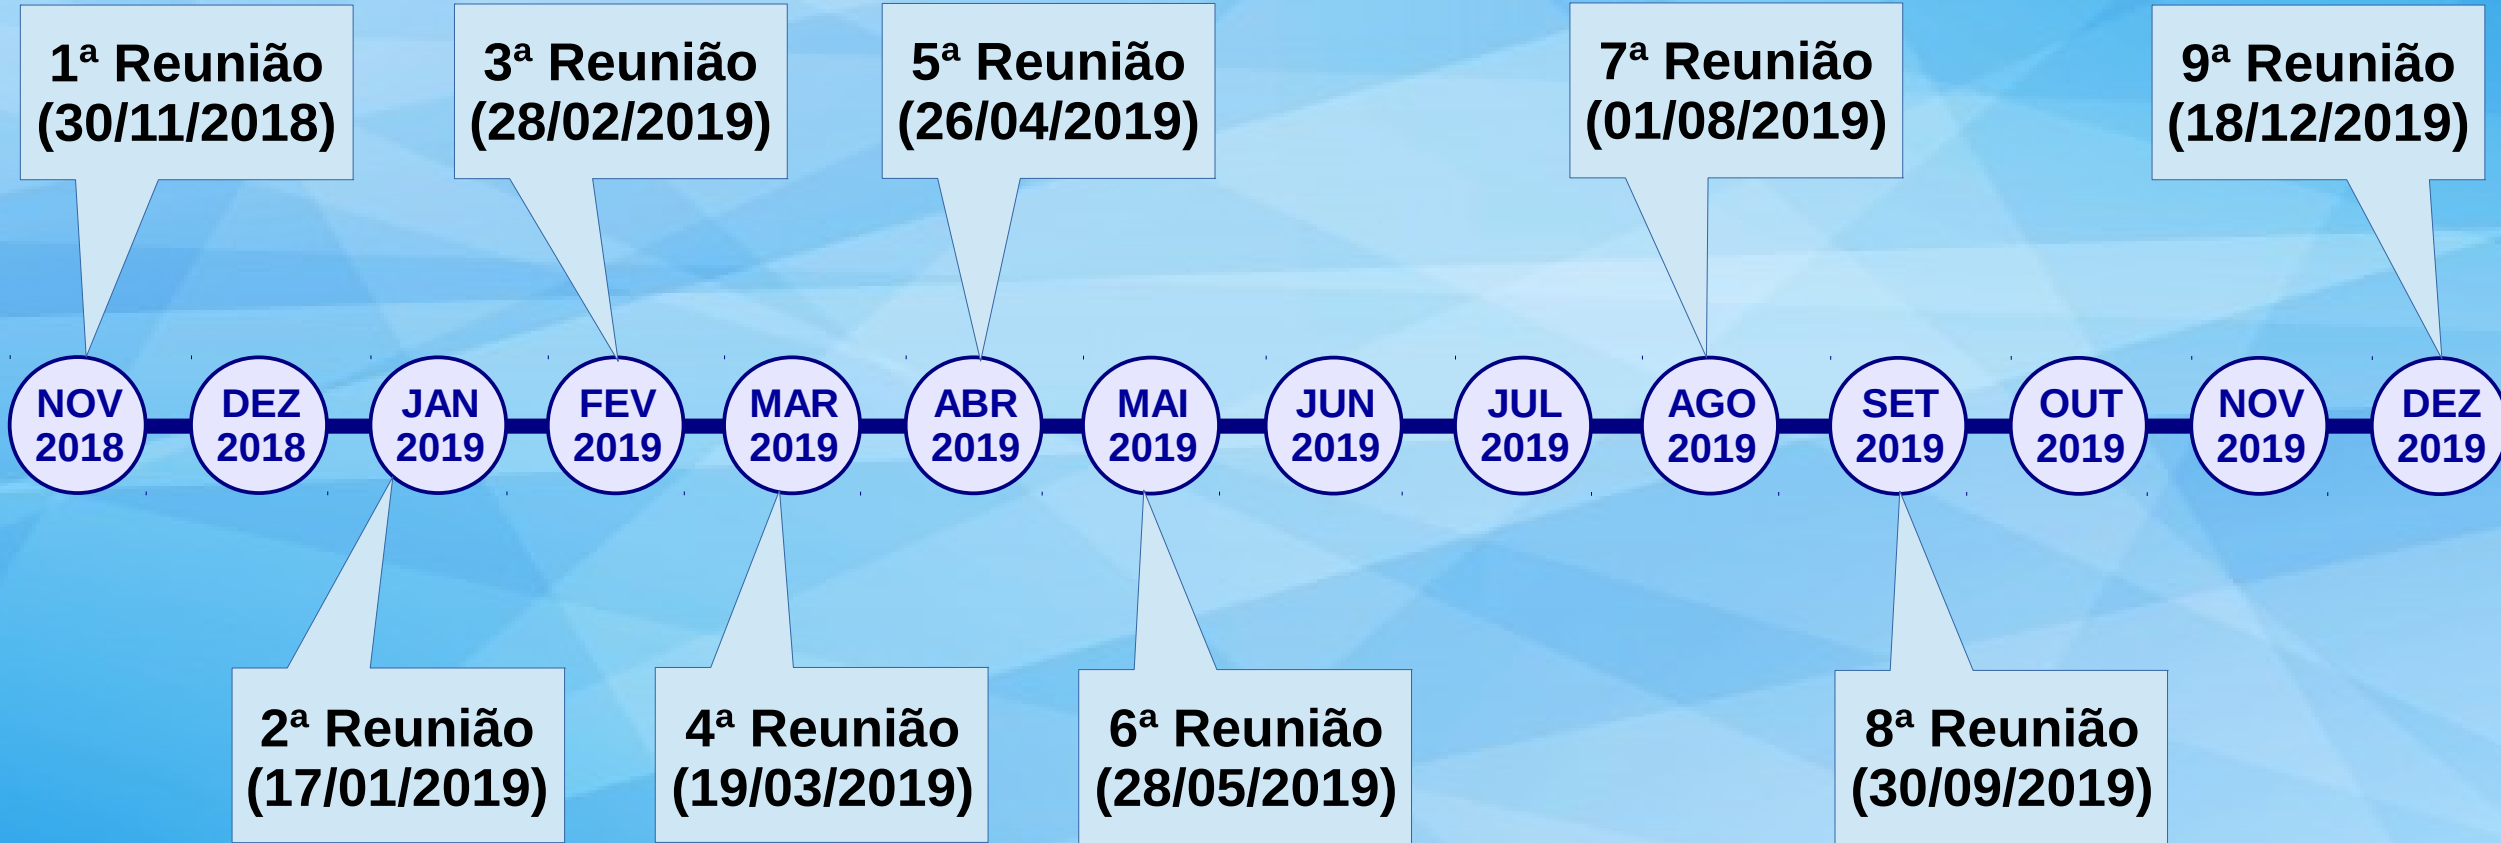 1ª Reunião
(30/11/2018)
3ª Reunião
(28/02/2019)
5ª Reunião
(26/04/2019)
7ª Reunião
(01/08/2019)
9ª Reunião
(18/12/2019)
NOV
2018
DEZ
2018
JAN
2019
FEV
2019
MAR
2019
ABR
2019
MAI
2019
JUN
2019
JUL
2019
AGO
2019
SET
2019
OUT
2019
NOV
2019
DEZ
2019
2ª Reunião
(17/01/2019)
4ª Reunião
(19/03/2019)
6ª Reunião
(28/05/2019)
8ª Reunião
(30/09/2019)